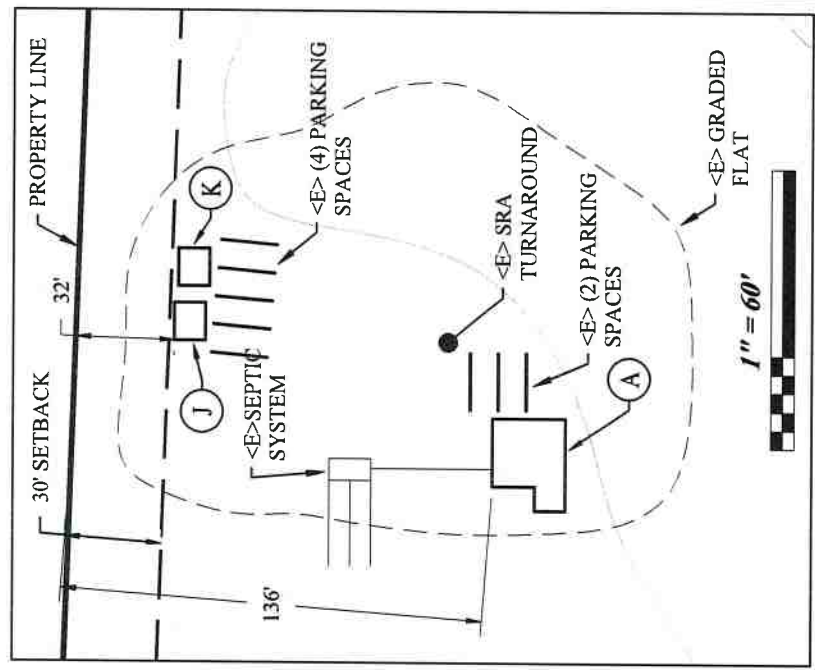 PROPERTY LINE
30' SETBACK
32'
K
J
<E> (4) PARKING
SPACES
<E>SEPTIC
SYSTEM
136'
<E> SRA
TURNAROUND
<E> (2) PARKING
SPACES
A
<E> GRADED
FLAT
1" = 60'